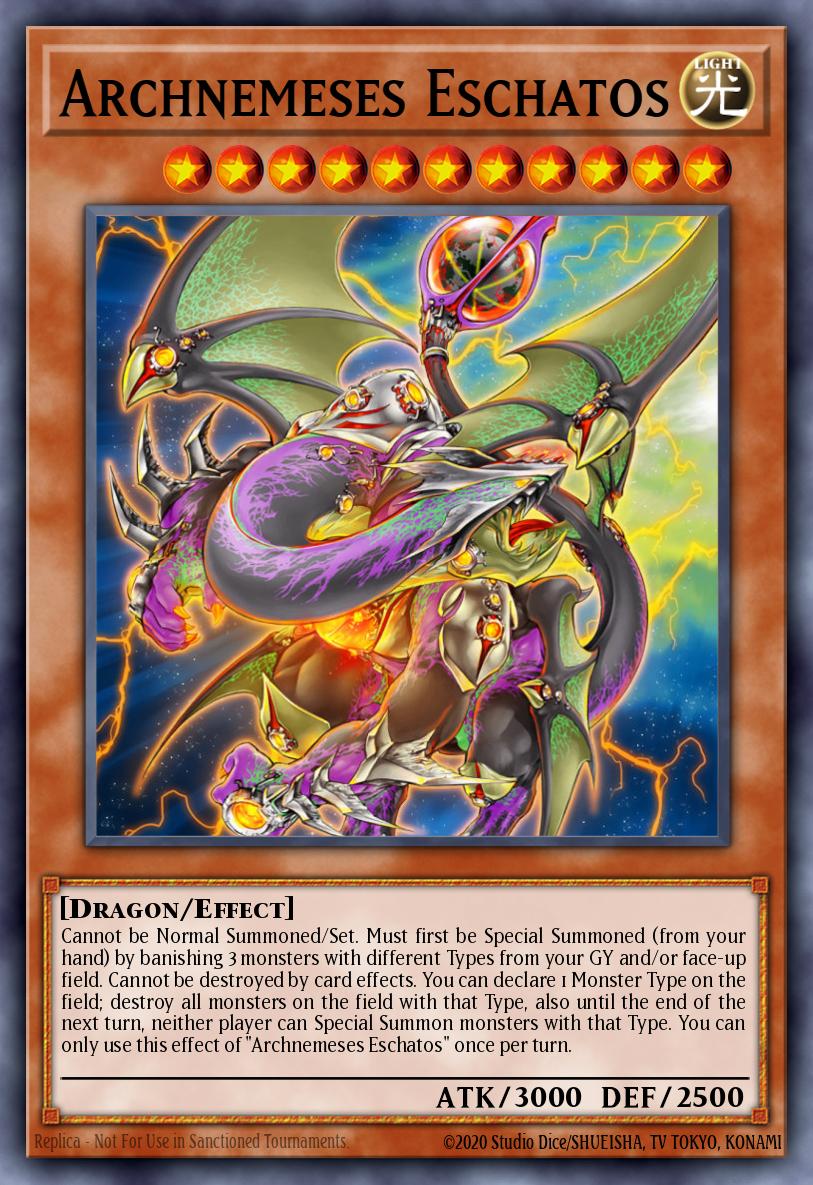 Archnemeses Eschatos
LIGHT
光
[Dragon/Effect]
Cannot be Normal Summoned/Set. Must first be Special Summoned (from your
hand) by banishing 3 monsters with different Types from your GY and/or face-up
field. Cannot be destroyed by card effects. You can declare 1 Monster Type on the
field; destroy all monsters on the field with that Type, also until the end of the
next turn, neither player can Special Summon monsters with that Type. You can
only use this effect of "Archnemeses Eschatos" once per turn.
ATK/3000 DEF/2500
Replica - Not For Use in Sanctioned Tournaments.
©2020 Studio Dice/SHUEISHA, TV TOKYO, KONAMI